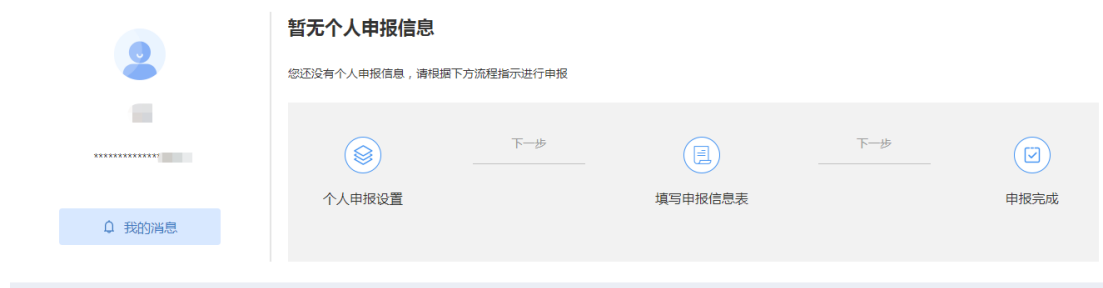 暂无个人申报信息
您还没有个人申报信息，请根据下方流程指示进行申报
*************
我的消息
个人申报设置
下一步
填写申报信息表
下一步
申报完成